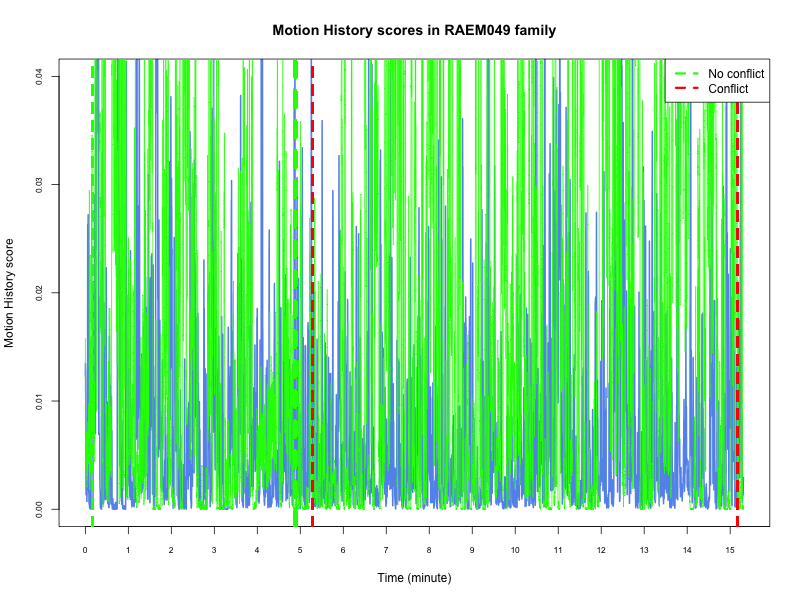 Motion History scores in RAEM049 family
No conflict
Conflict
Motion History score
0.04
0.03
0.02
0.01
0.00
0 1 2 3 4 5 6 7 8 9 10 11 12 13 14 15
Time (minute)